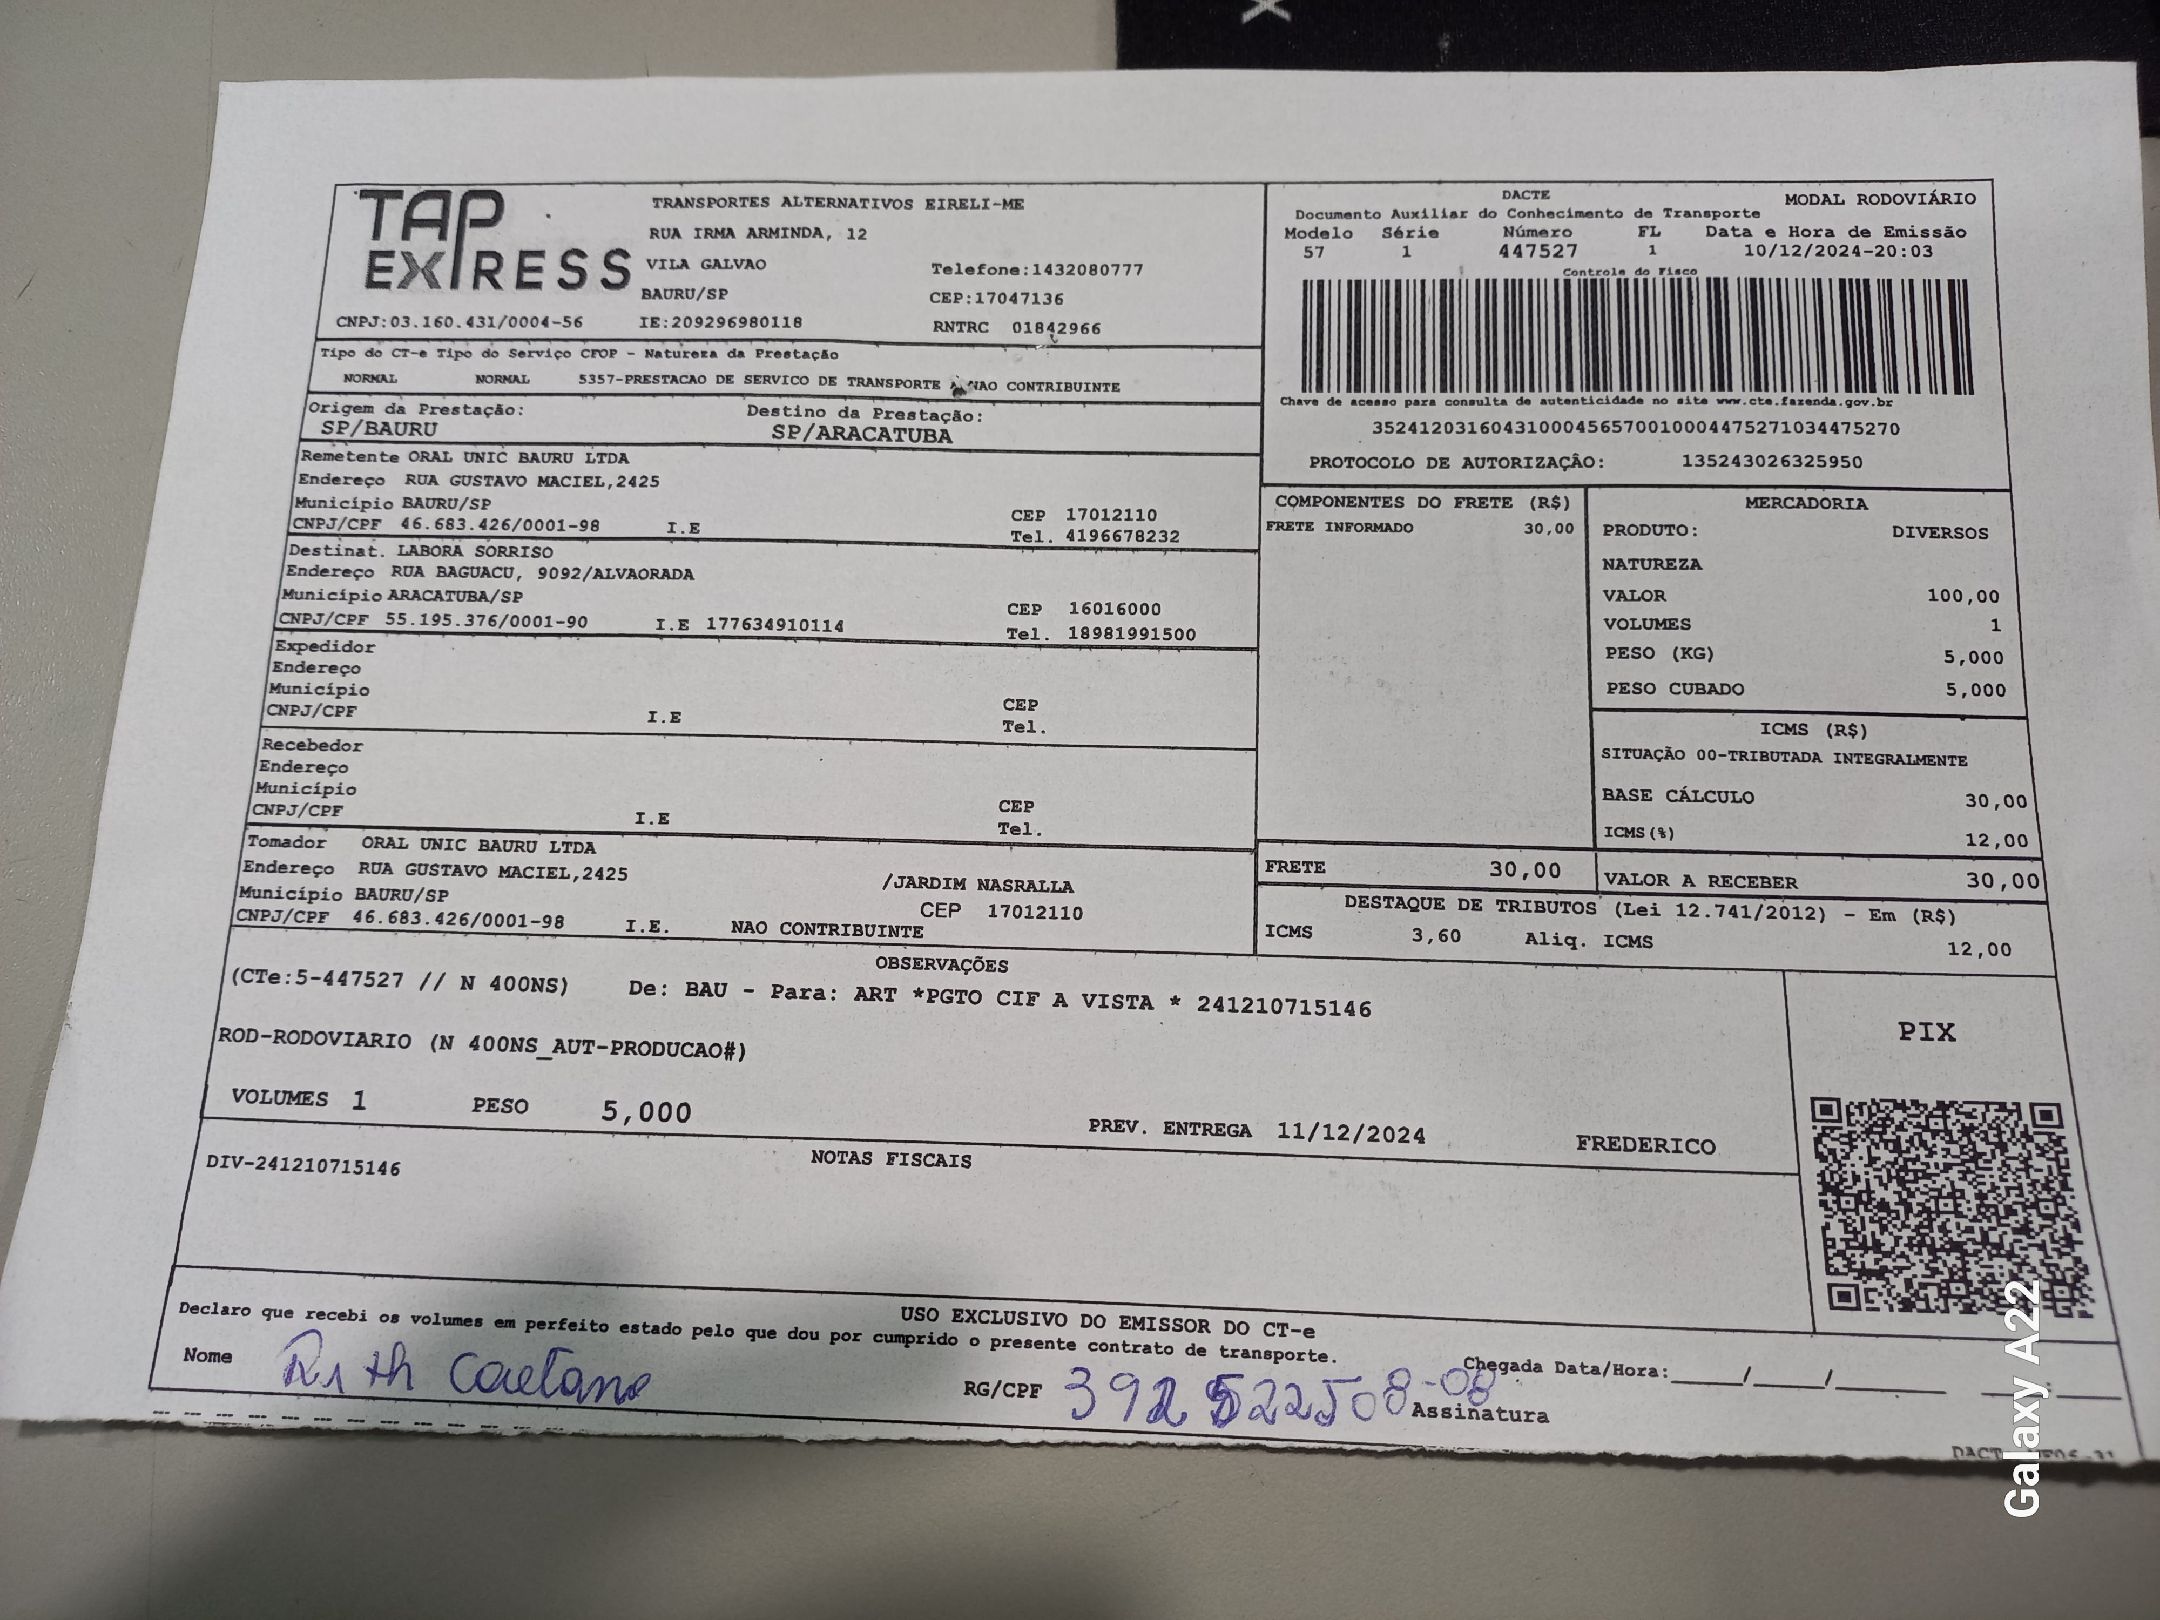 TAP EXPRESS
TRANSPORTES ALTERNATIVOS EIRELI-ME
RUA IRMA ARMINDA, 12
VILA GALVAO Telefone:1432080777
BAURU/SP CEP:17047136
CNPJ:03.160.431/0004-56 IE:209296980118 RNTRC 01842966
DACTE MODAL RODOVIÁRIO
Documento Auxiliar do Conhecimento de Transporte
Modelo Série Número FL Data e Hora de Emissão
57 1 447527 1 10/12/2024-20:03
Controle do Fisco
Chave de acesso para consulta de autenticidade no site www.cte.fazenda.gov.br
35241203160431000456570010004475271034475270
PROTOCOLO DE AUTORIZAÇÃO: 135243026325950
Tipo do CT-e Tipo do Serviço CFOP - Natureza da Prestação
NORMAL NORMAL 5357-PRESTACAO DE SERVICO DE TRANSPORTE A NAO CONTRIBUINTE
Origem da Prestação: Destino da Prestação:
SP/BAURU SP/ARACATUBA
Remetente ORAL UNIC BAURU LTDA
Endereço RUA GUSTAVO MACIEL,2425
Município BAURU/SP CEP 17012110
CNPJ/CPF 46.683.426/0001-98 I.E Tel. 4196678232
Destinat. LABORA SORRISO
Endereço RUA BAGUACU, 9092/ALVAORADA
Município ARACATUBA/SP CEP 16016000
CNPJ/CPF 55.195.376/0001-90 I.E 177634910114 Tel. 18981991500
Expedidor
Endereço
Município CEP
CNPJ/CPF I.E Tel.
Recebedor
Endereço
Município CEP
CNPJ/CPF I.E Tel.
Tomador ORAL UNIC BAURU LTDA
Endereço RUA GUSTAVO MACIEL,2425 /JARDIM NASRALLA
Município BAURU/SP CEP 17012110
CNPJ/CPF 46.683.426/0001-98 I.E. NAO CONTRIBUINTE
COMPONENTES DO FRETE (R$)
FRETE INFORMADO 30,00
MERCADORIA
PRODUTO: DIVERSOS
NATUREZA
VALOR 100,00
VOLUMES 1
PESO (KG) 5,000
PESO CUBADO 5,000
ICMS (R$)
SITUAÇÃO 00-TRIBUTADA INTEGRALMENTE
BASE CÁLCULO 30,00
ICMS(%) 12,00
FRETE 30,00 VALOR A RECEBER 30,00
DESTAQUE DE TRIBUTOS (Lei 12.741/2012) - Em (R$)
ICMS 3,60 Aliq. ICMS 12,00
OBSERVAÇÕES
(CTe:5-447527 // N 400NS) De: BAU - Para: ART *PGTO CIF A VISTA * 241210715146
ROD-RODOVIARIO (N 400NS_AUT-PRODUCAO#)
VOLUMES 1 PESO 5,000 PREV. ENTREGA 11/12/2024 FREDERICO
PIX
NOTAS FISCAIS
DIV-241210715146
USO EXCLUSIVO DO EMISSOR DO CT-e
Declaro que recebi os volumes em perfeito estado pelo que dou por cumprido o presente contrato de transporte.
Nome Ruth Caetano RG/CPF 392522508-08 Chegada Data/Hora:____/____/______ ___:____
Assinatura
Galaxy A22